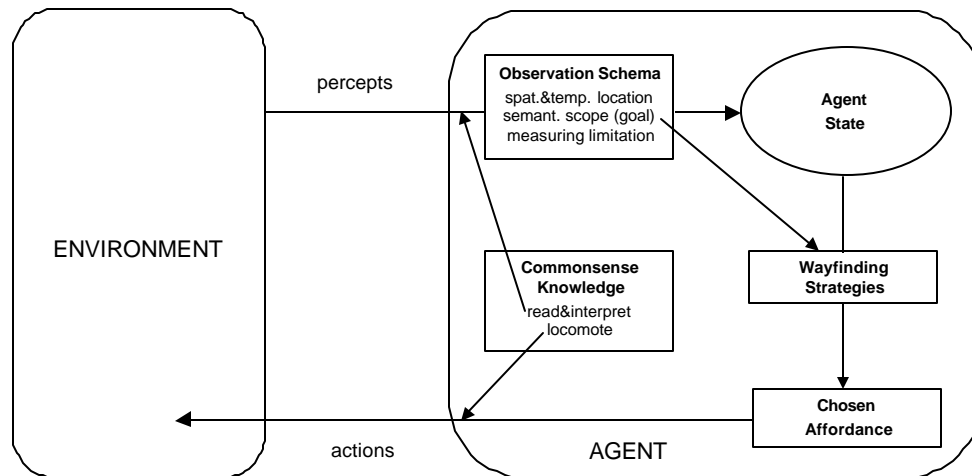 percepts
Observation Schema
spat.&temp. location
semant. scope (goal)
measuring limitation
Agent
State
ENVIRONMENT
Commonsense
Knowledge
read&interpret
locomote
Wayfinding
Strategies
Chosen
Affordance
actions
AGENT